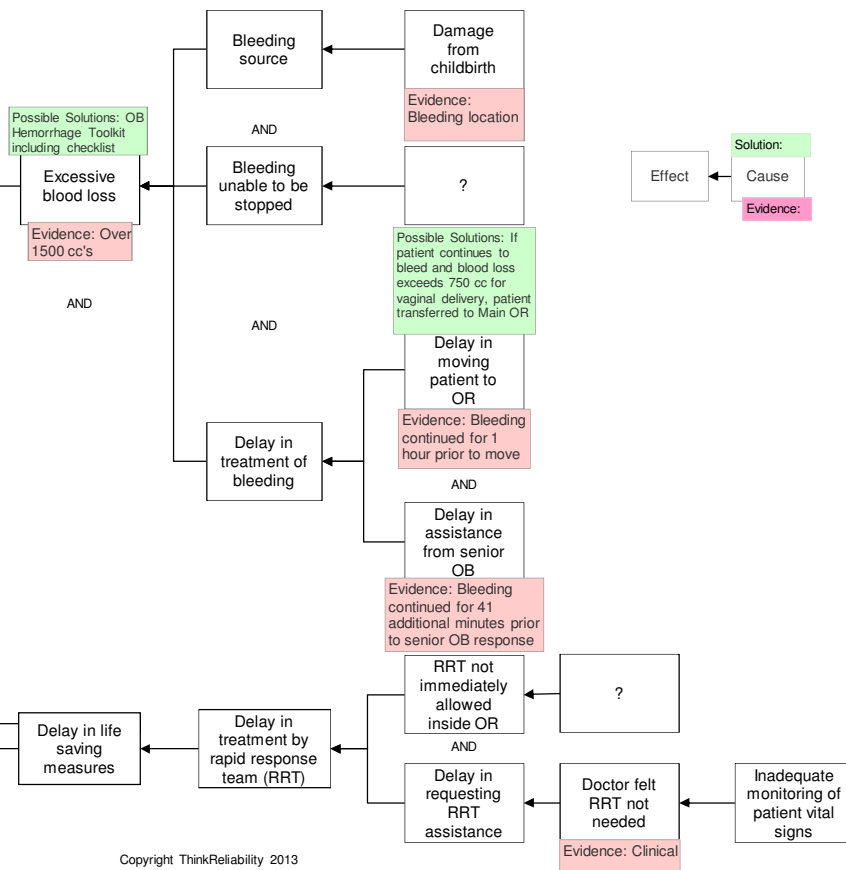 Bleeding
source
Damage
from
childbirth
Evidence:
Bleeding location
AND
Possible Solutions: OB
Hemorrhage Toolkit
including checklist
Excessive
blood loss
Evidence: Over
1500 cc's
AND
Bleeding
unable to be
stopped
?
Solution:
Effect
Cause
Evidence:
Possible Solutions: If
patient continues to
bleed and blood loss
exceeds 750 cc for
vaginal delivery, patient
transferred to Main OR
AND
Delay in
moving
patient to
OR
Evidence: Bleeding
continued for 1
hour prior to move
Delay in
treatment of
bleeding
AND
Delay in
assistance
from senior
OB
Evidence: Bleeding
continued for 41
additional minutes prior
to senior OB response
RRT not
immediately
allowed
inside OR
?
Delay in life
saving
measures
Delay in
treatment by
rapid response
team (RRT)
AND
Delay in
requesting
RRT
assistance
Doctor felt
RRT not
needed
Evidence: Clinical
Inadequate
monitoring of
patient vital
signs
Copyright ThinkReliability 2013